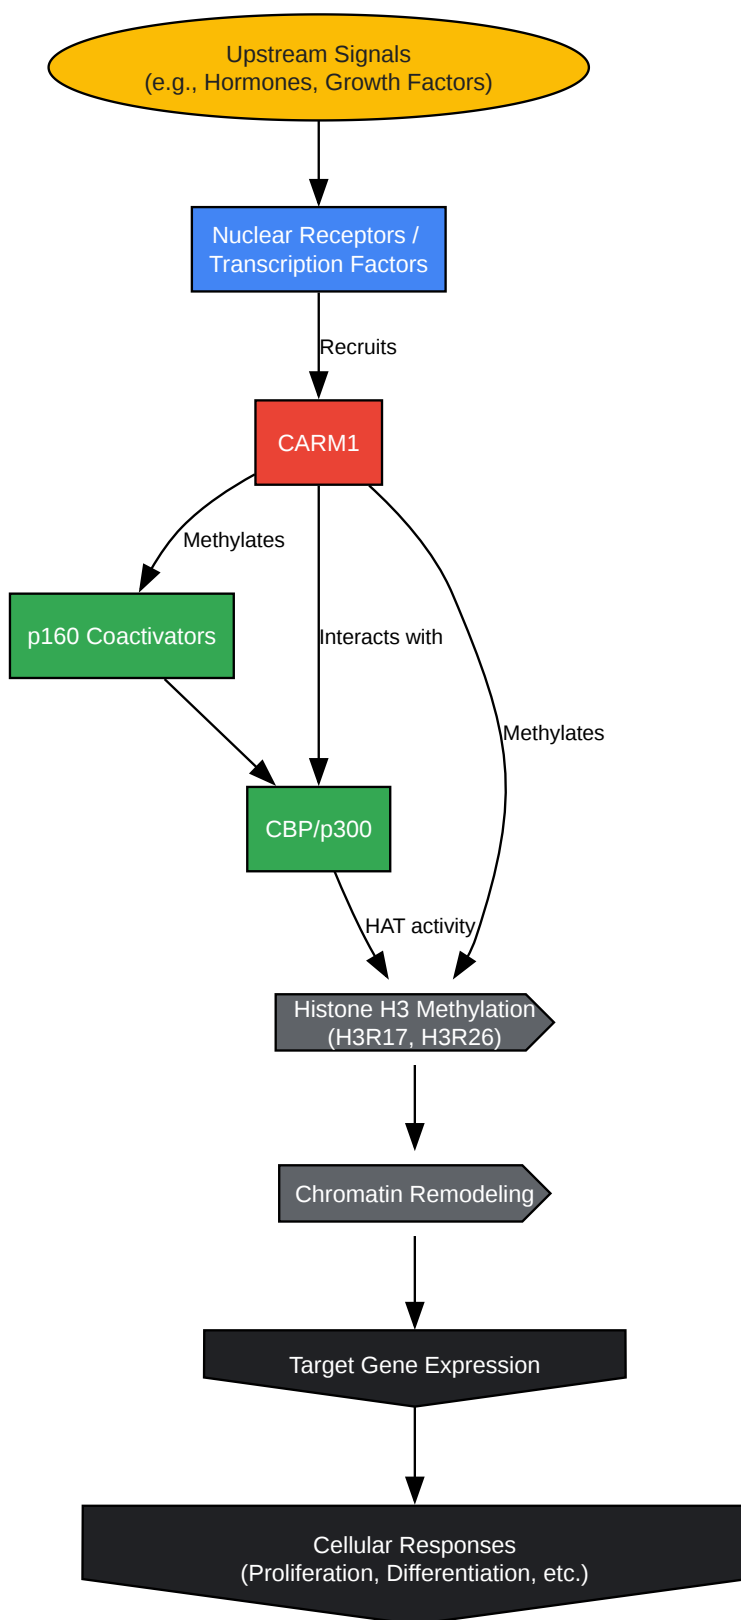 Upstream Signals
(e.g., Hormones, Growth Factors)
Nuclear Receptors /
Transcription Factors
Recruits
CARM1
Methylates
p160 Coactivators
Interacts with
Methylates
CBP/p300
HAT activity
Histone H3 Methylation
(H3R17, H3R26)
Chromatin Remodeling
Target Gene Expression
Cellular Responses
(Proliferation, Differentiation, etc.)